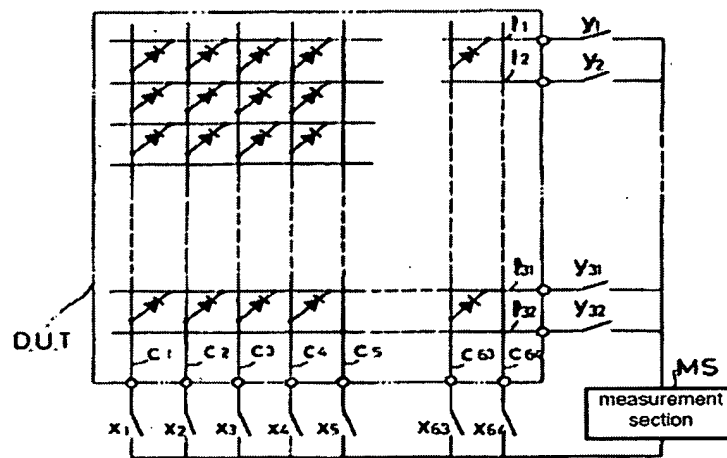 l1 y1
l2 y2
l31 y31
l32 y32
D.U.T
C1 C2 C3 C4 C5 C63 C64
MS
measurement
section
x1 x2 x3 x4 x5 x63 x64